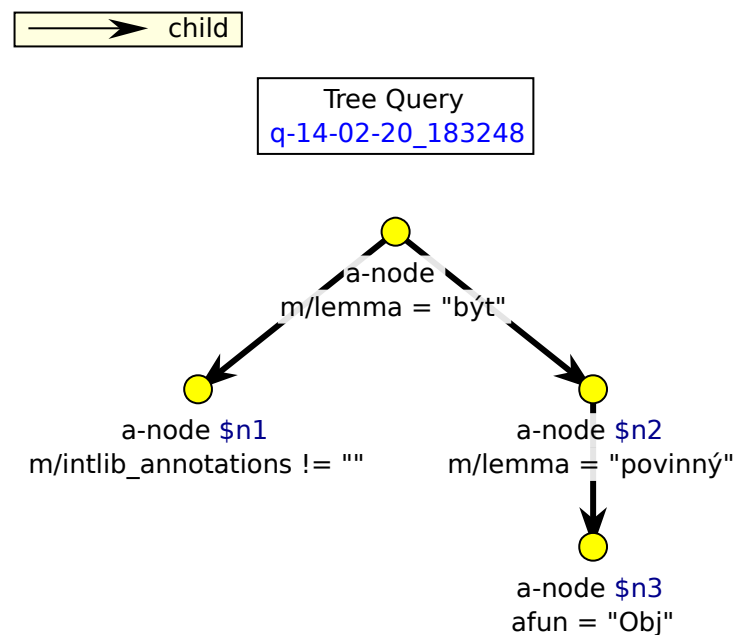 child
Tree Query
q-14-02-20_183248
a-node
m/lemma = "být"
a-node $n1
m/intlib_annotations != ""
a-node $n2
m/lemma = "povinný"
a-node $n3
afun = "Obj"